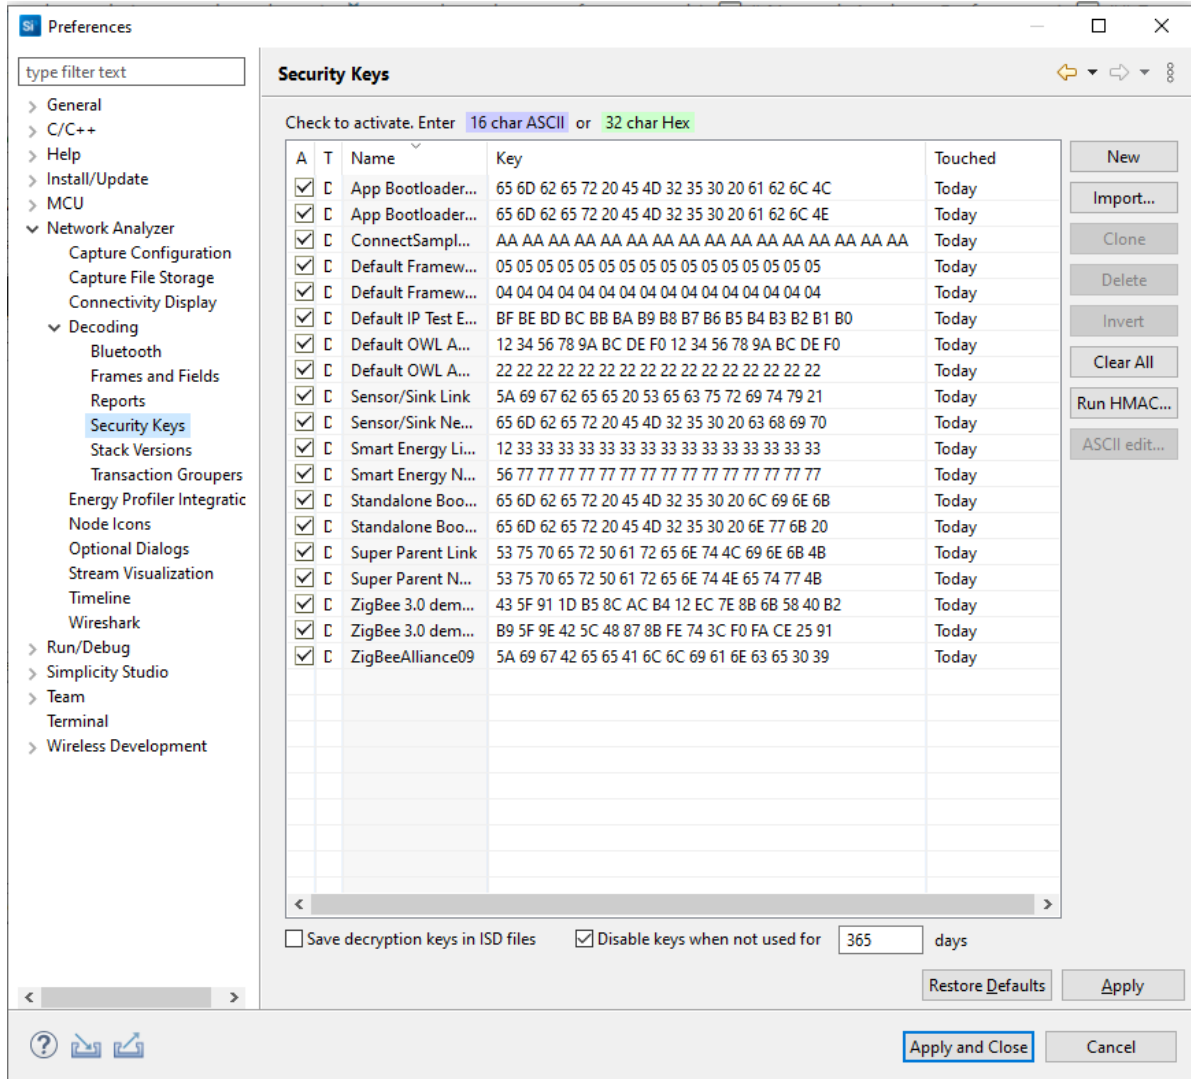 Si Preferences
type filter text
General
C/C++
Help
Install/Update
MCU
Network Analyzer
Capture Configuration
Capture File Storage
Connectivity Display
Decoding
Bluetooth
Frames and Fields
Reports
Security Keys
Stack Versions
Transaction Groupers
Energy Profiler Integratic
Node Icons
Optional Dialogs
Stream Visualization
Timeline
Wireshark
Run/Debug
Simplicity Studio
Team
Terminal
Wireless Development
Security Keys
Check to activate. Enter 16 char ASCII or 32 char Hex
A T Name Key Touched
App Bootloader... 65 6D 62 65 72 20 45 4D 32 35 30 20 61 62 6C 4C Today
App Bootloader... 65 6D 62 65 72 20 45 4D 32 35 30 20 61 62 6C 4E Today
ConnectSampl... AA AA AA AA AA AA AA AA AA AA AA AA AA AA AA AA Today
Default Framew... 05 05 05 05 05 05 05 05 05 05 05 05 05 05 05 05 Today
Default Framew... 04 04 04 04 04 04 04 04 04 04 04 04 04 04 04 04 Today
Default IP Test E... BF BE BD BC BB BA B9 B8 B7 B6 B5 B4 B3 B2 B1 B0 Today
Default OWL A... 12 34 56 78 9A BC DE F0 12 34 56 78 9A BC DE F0 Today
Default OWL A... 22 22 22 22 22 22 22 22 22 22 22 22 22 22 22 22 Today
Sensor/Sink Link 5A 69 67 62 65 65 20 53 65 63 75 72 69 74 79 21 Today
Sensor/Sink Ne... 65 6D 62 65 72 20 45 4D 32 35 30 20 63 68 69 70 Today
Smart Energy Li... 12 33 33 33 33 33 33 33 33 33 33 33 33 33 33 33 Today
Smart Energy N... 56 77 77 77 77 77 77 77 77 77 77 77 77 77 77 77 Today
Standalone Boo... 65 6D 62 65 72 20 45 4D 32 35 30 20 6C 69 6E 6B Today
Standalone Boo... 65 6D 62 65 72 20 45 4D 32 35 30 20 6E 77 6B 20 Today
Super Parent Link 53 75 70 65 72 50 61 72 65 6E 74 4C 69 6E 6B 4B Today
Super Parent N... 53 75 70 65 72 50 61 72 65 6E 74 4E 65 74 77 4B Today
ZigBee 3.0 dem... 43 5F 91 1D B5 8C AC B4 12 EC 7E 8B 6B 58 40 B2 Today
ZigBee 3.0 dem... B9 5F 9E 42 5C 48 87 8B FE 74 3C F0 FA CE 25 91 Today
ZigBeeAlliance09 5A 69 67 42 65 65 41 6C 6C 69 61 6E 63 65 30 39 Today
New
Import...
Clone
Delete
Invert
Clear All
Run HMAC...
ASCII edit...
Save decryption keys in ISD files Disable keys when not used for 365 days
Restore Defaults Apply
Apply and Close Cancel